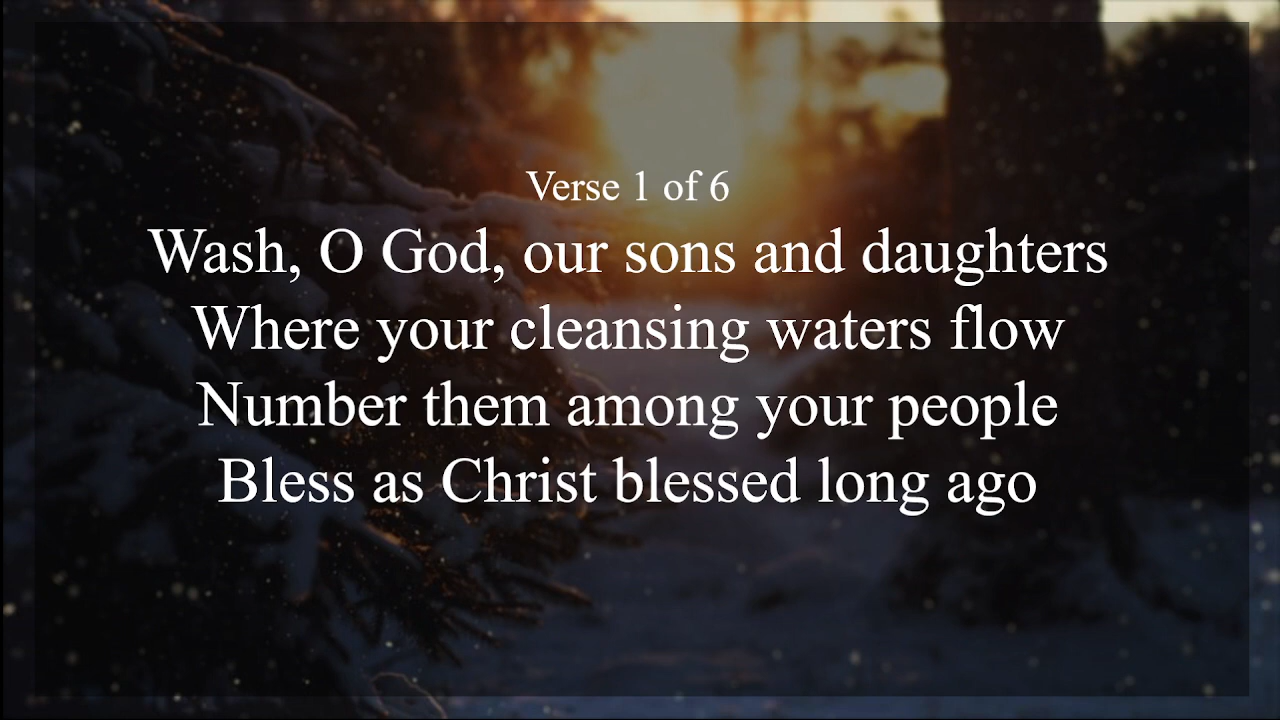 Verse 1 of 6
Wash, O God, our sons and daughters
Where your cleansing waters flow
Number them among your people
Bless as Christ blessed long ago